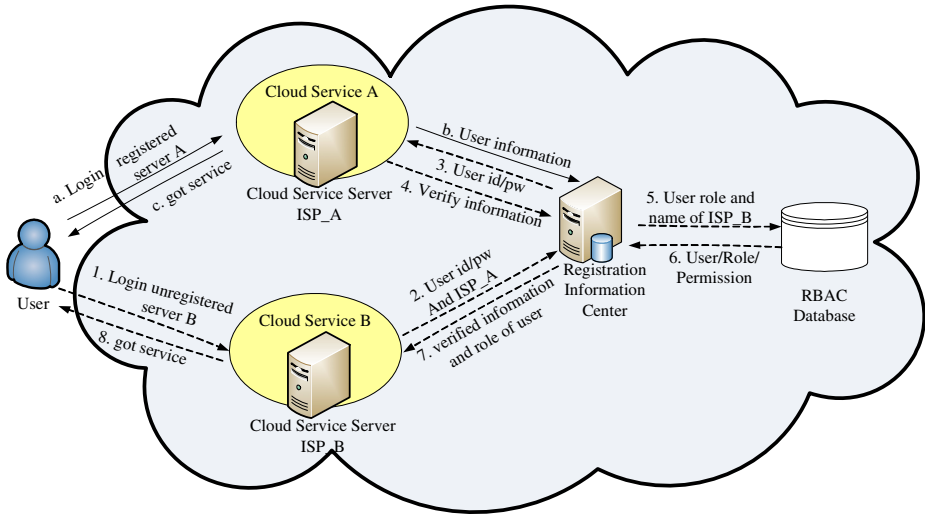 Cloud Service A
Cloud Service Server
ISP_A
a. Login registered
server A
c. got service
b. User information
3. User id/pw
4. Verify information
5. User role and
name of ISP_B
6. User/Role/
Permission
Registration
Information
Center
RBAC
Database
User
1. Login unregistered
server B
8. got service
2. User id/pw
And ISP_A
7. verified information
and role of user
Cloud Service B
Cloud Service Server
ISP_B